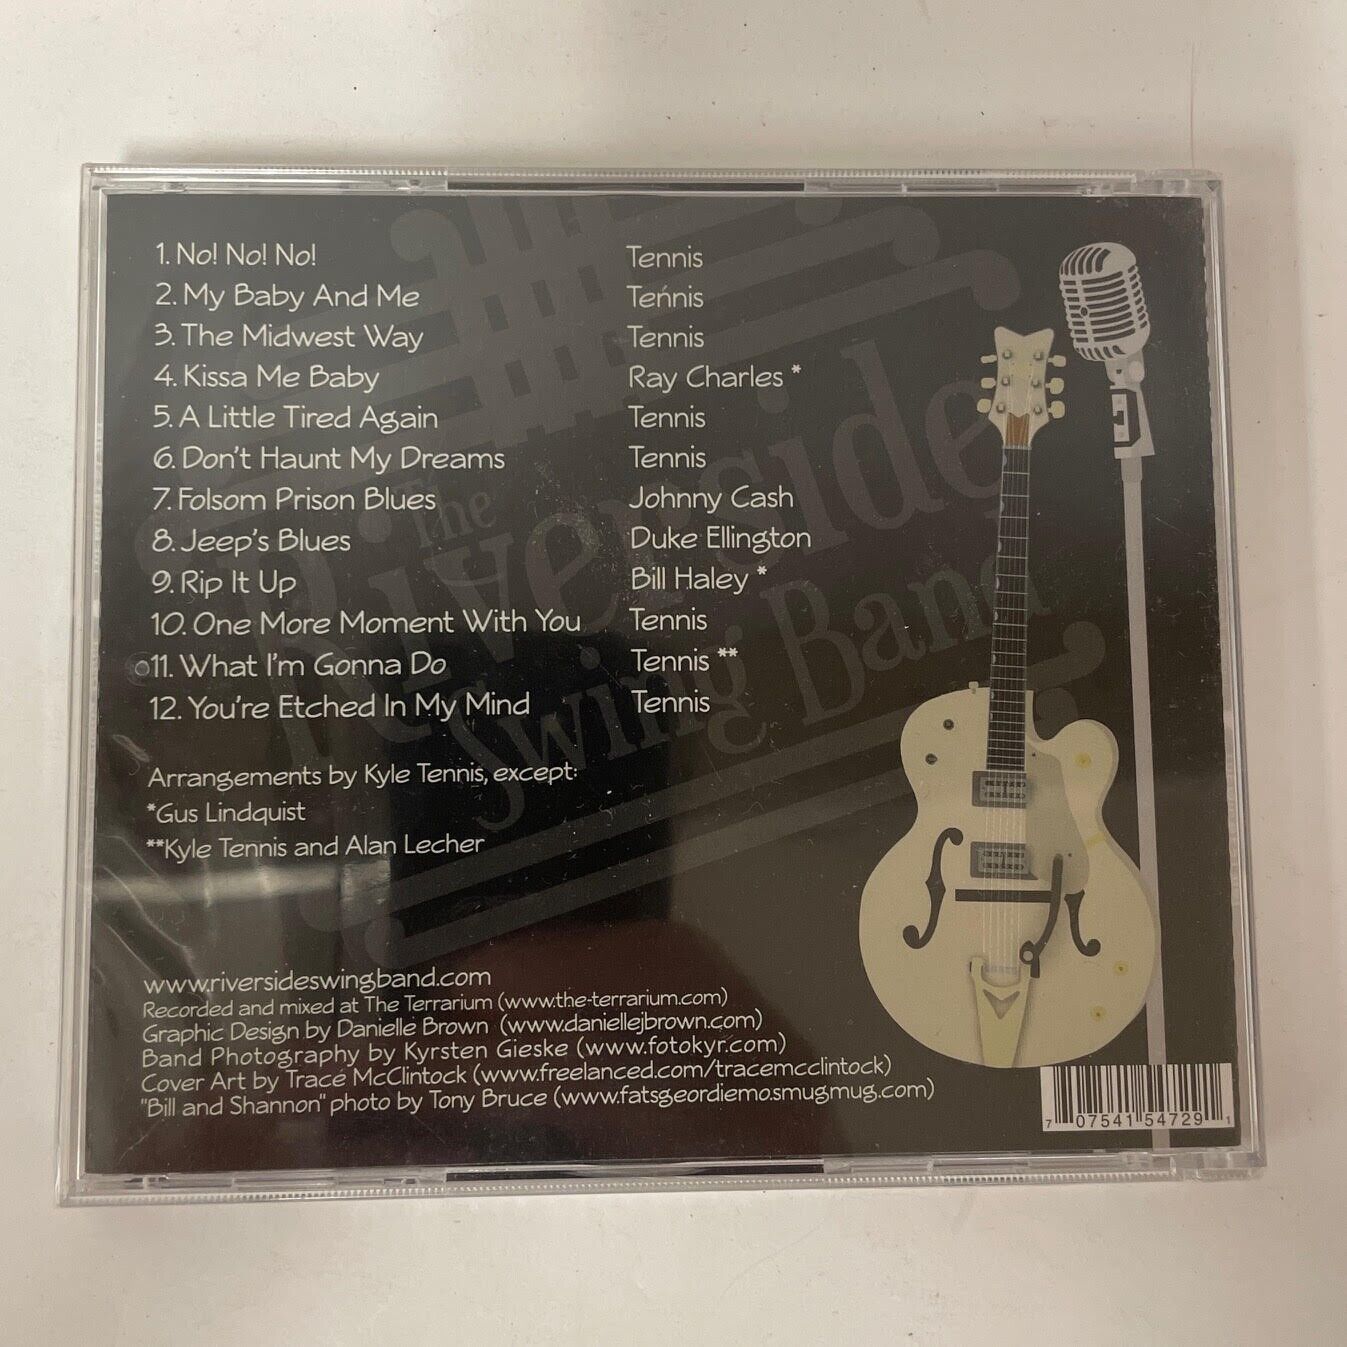 1. No! No! No! Tennis
2. My Baby And Me Tennis
3. The Midwest Way Tennis
4. Kissa Me Baby Ray Charles *
5. A Little Tired Again Tennis
6. Don't Haunt My Dreams Tennis
7. Folsom Prison Blues Johnny Cash
8. Jeep's Blues Duke Ellington
9. Rip It Up Bill Haley *
10. One More Moment With You Tennis
11. What I'm Gonna Do Tennis **
12. You're Etched In My Mind Tennis
Arrangements by Kyle Tennis, except:
*Gus Lindquist
**Kyle Tennis and Alan Lecher
The
Riverside
Swing Band
www.riversideswingband.com
Recorded and mixed at The Terrarium (www.the-terrarium.com)
Graphic Design by Danielle Brown (www.daniellejbrown.com)
Band Photography by Kyrsten Gieske (www.fotokyr.com)
Cover Art by Trace McClintock (www.freelanced.com/tracemcclintock)
"Bill and Shannon" photo by Tony Bruce (www.fatsgeordiemo.smugmug.com)
7 07541 54729 1